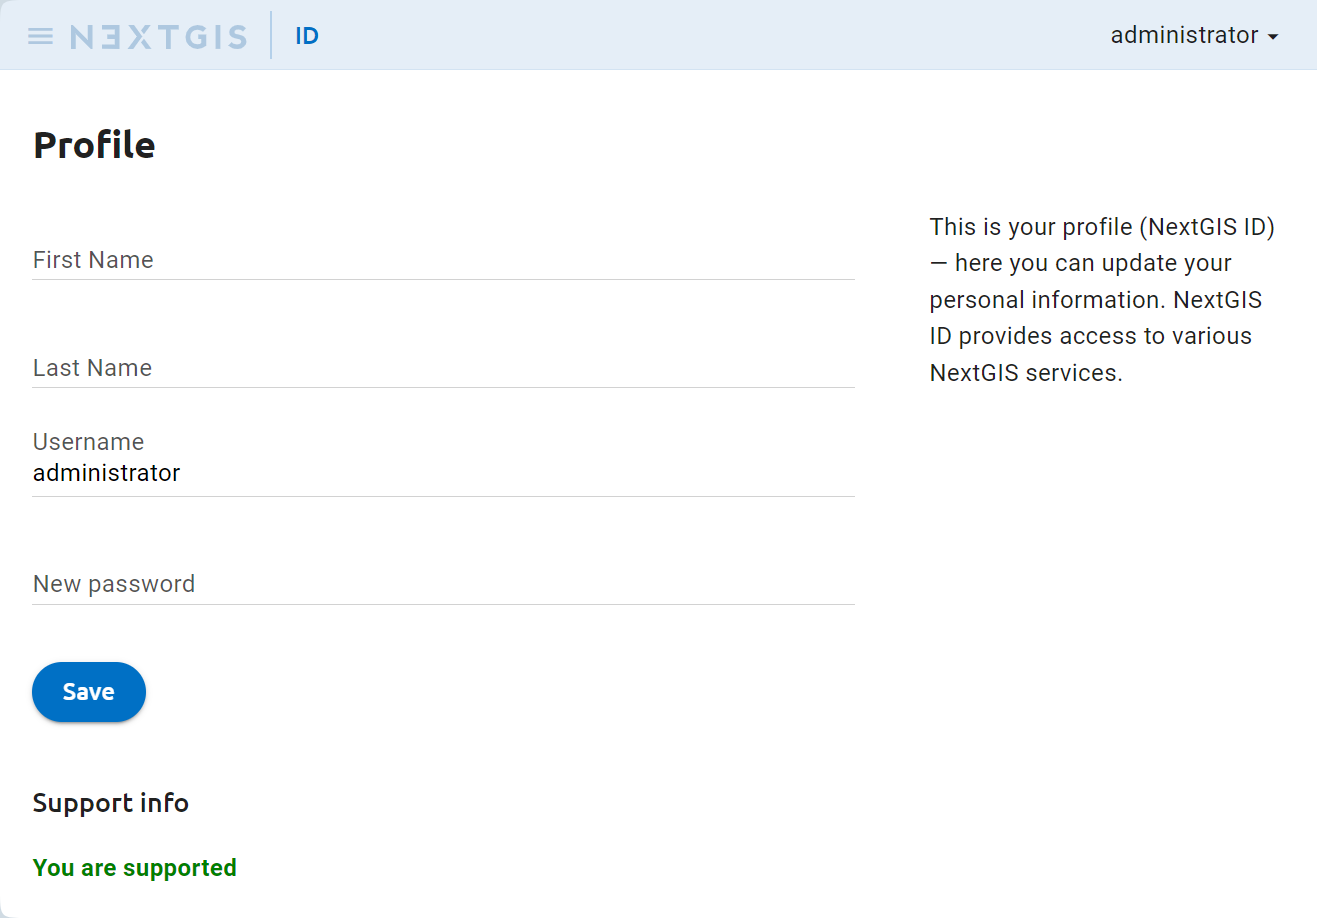 NEXTGIS ID administrator
Profile
First Name
Last Name
Username
administrator
New password
Save
Support info
You are supported
This is your profile (NextGIS ID)
— here you can update your
personal information. NextGIS
ID provides access to various
NextGIS services.